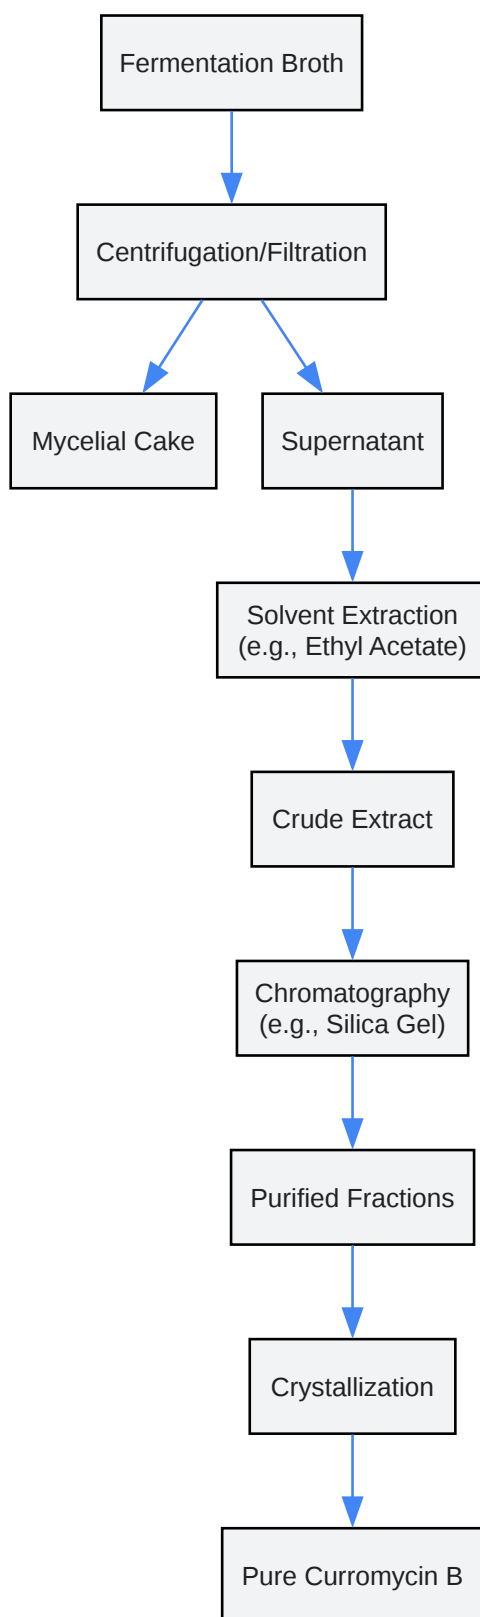 Fermentation Broth
Centrifugation/Filtration
Mycelial Cake
Supernatant
Solvent Extraction
(e.g., Ethyl Acetate)
Crude Extract
Chromatography
(e.g., Silica Gel)
Purified Fractions
Crystallization
Pure Curromycin B